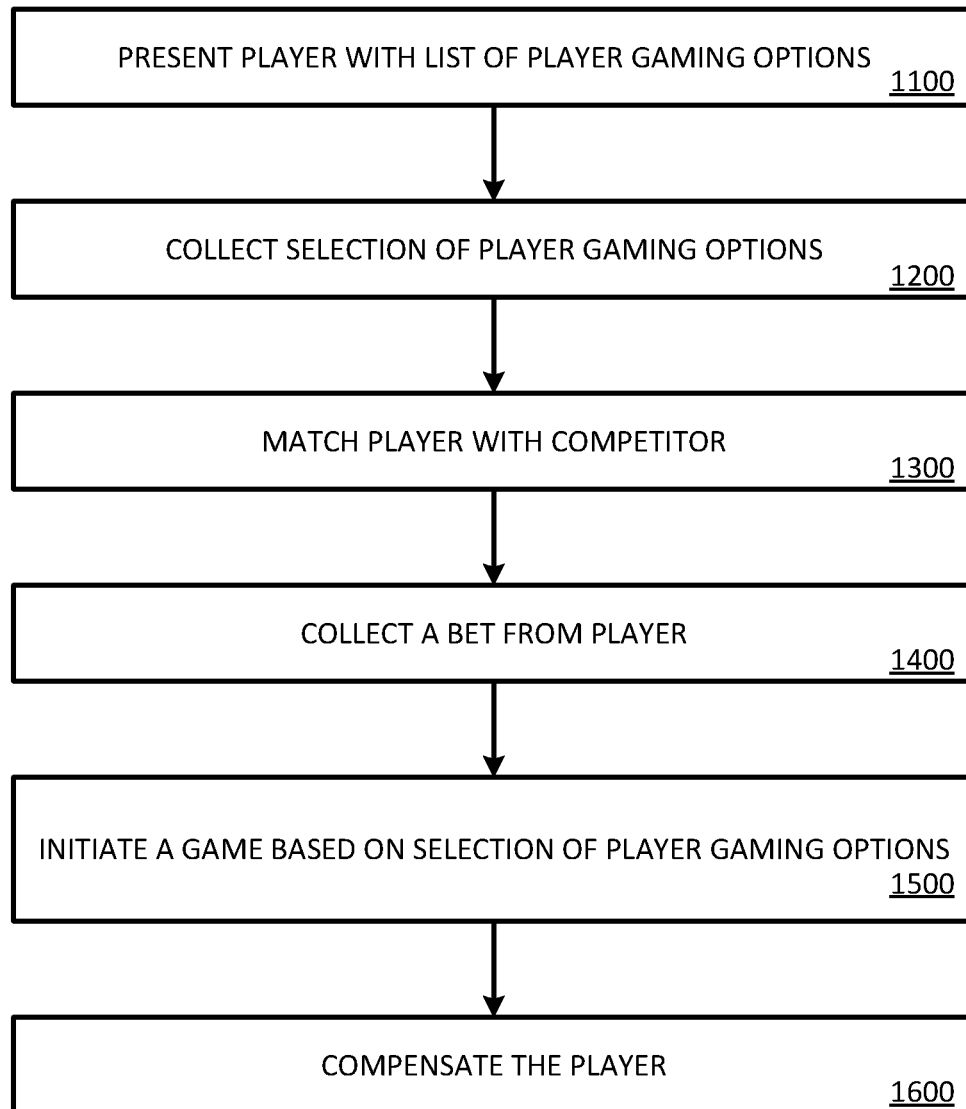 PRESENT PLAYER WITH LIST OF PLAYER GAMING OPTIONS
1100
COLLECT SELECTION OF PLAYER GAMING OPTIONS
1200
MATCH PLAYER WITH COMPETITOR
1300
COLLECT A BET FROM PLAYER
1400
INITIATE A GAME BASED ON SELECTION OF PLAYER GAMING OPTIONS
1500
COMPENSATE THE PLAYER
1600